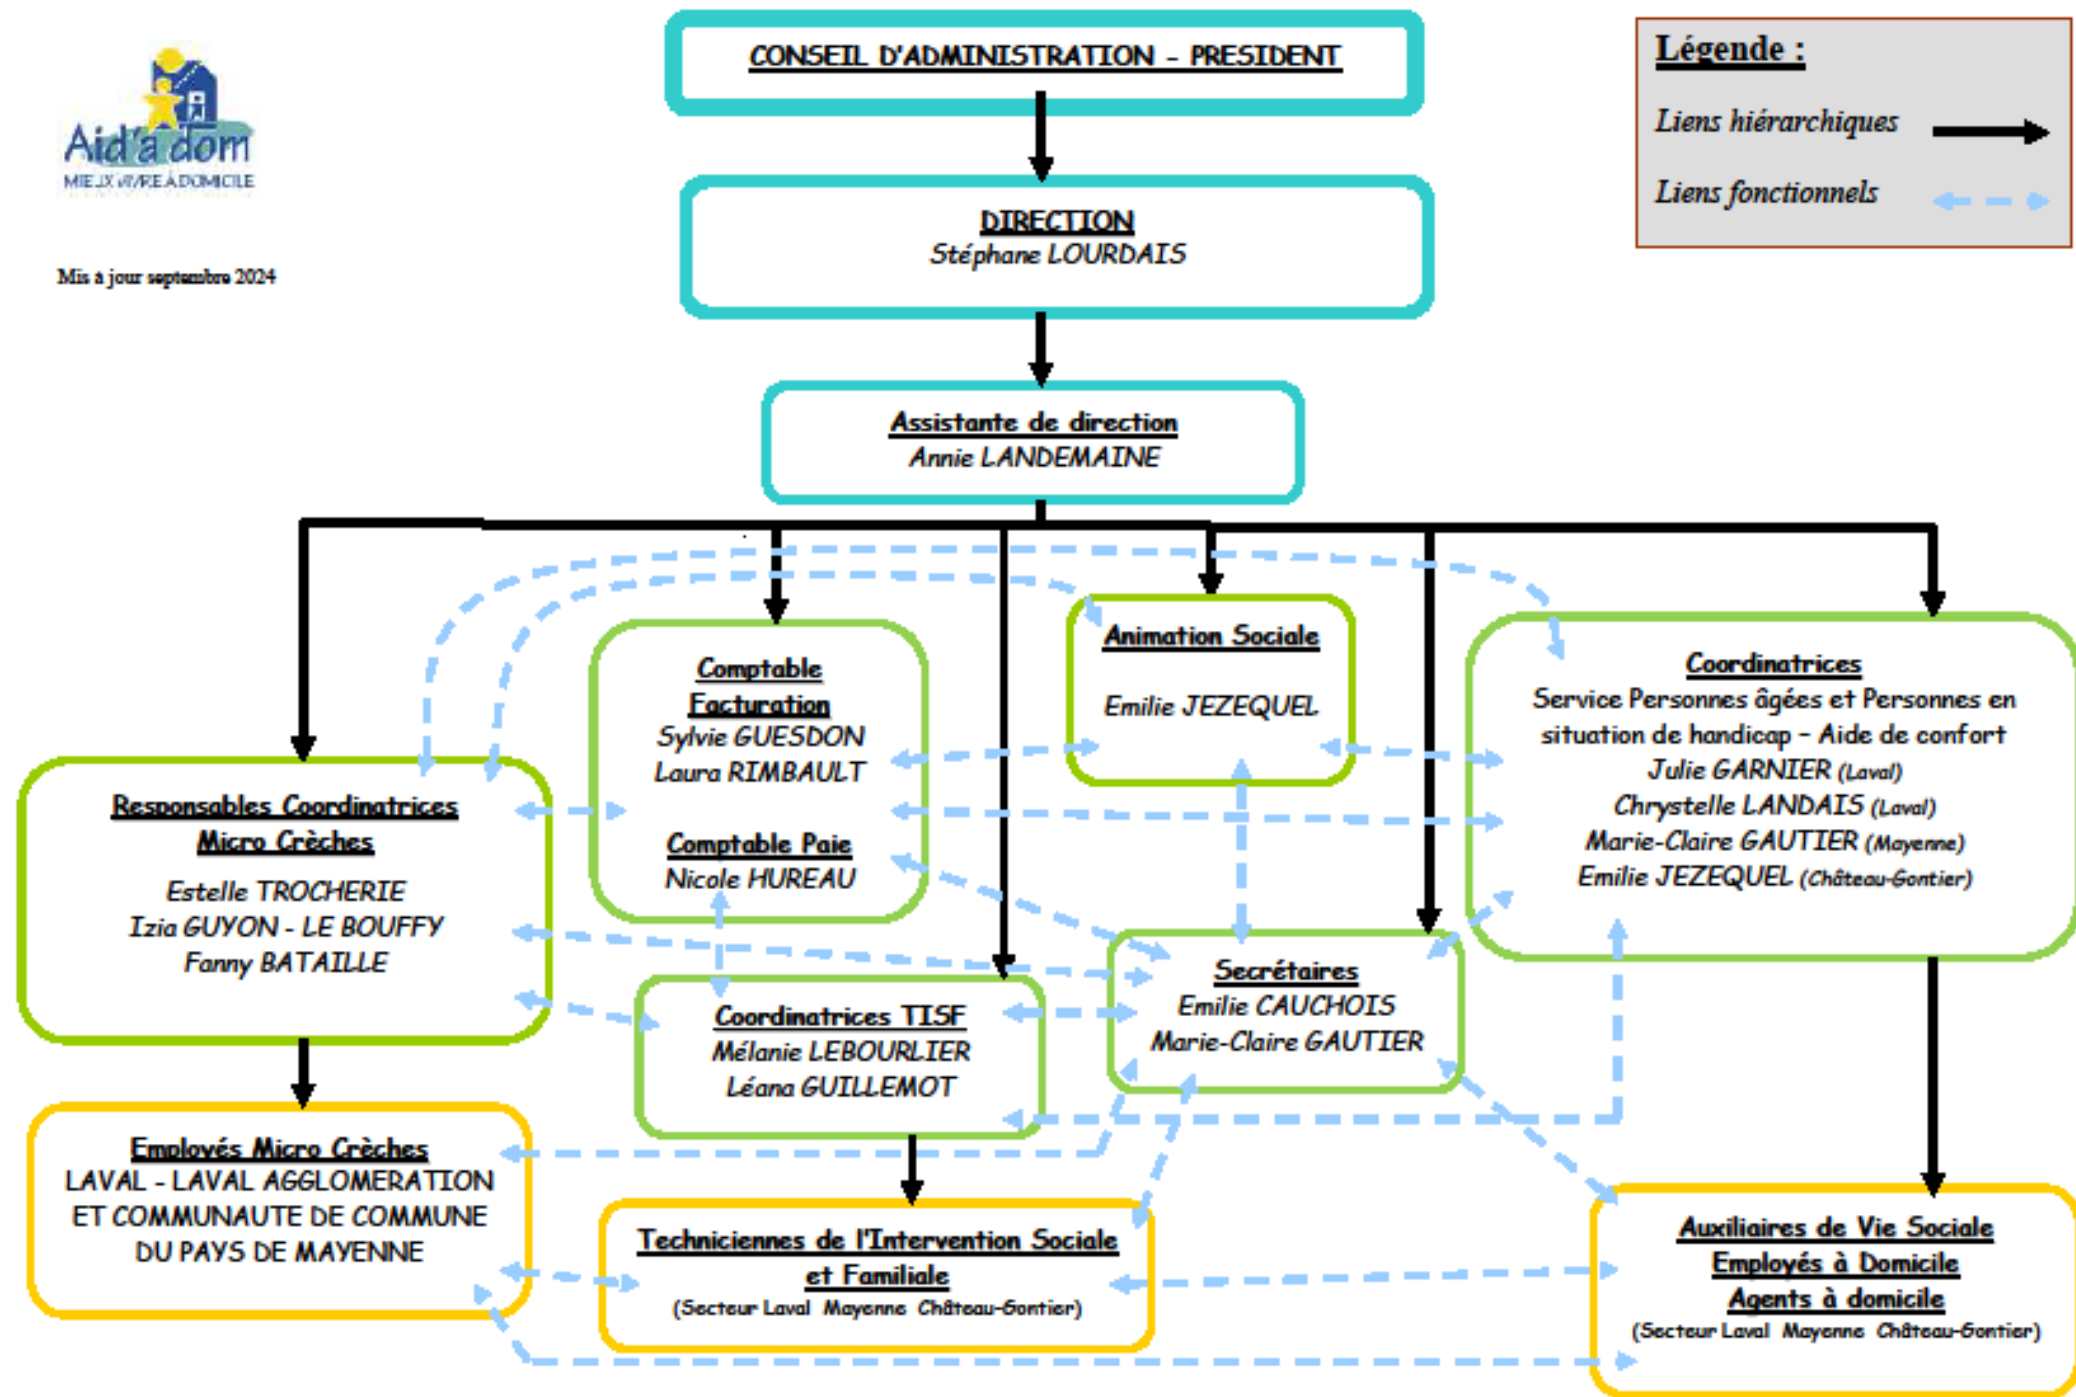 CONSEIL D'ADMINISTRATION - PRESIDENT
Légende :
Liens hiérarchiques
Liens fonctionnels
Aid'a dom
MIEUX VIVRE À DOMICILE
Mis à jour septembre 2024
DIRECTION
Stéphane LOURDAIS
Assistante de direction
Annie LANDEMAINE
Responsables Coordinatrices
Micro Crèches
Estelle TROCHERIE
Izia GUYON - LE BOUFFY
Fanny BATAILLE
Comptable
Facturation
Sylvie GUESDON
Laura RIMBAULT
Comptable Paie
Nicole HUREAU
Animation Sociale
Emilie JEZEQUEL
Coordinatrices
Service Personnes âgées et Personnes en
situation de handicap – Aide de confort
Julie GARNIER (Laval)
Chrystelle LANDAIS (Laval)
Marie-Claire GAUTIER (Mayenne)
Emilie JEZEQUEL (Château-Gontier)
Coordinatrices TISF
Mélanie LEBOURLIER
Léana GUILLEMOT
Secrétaires
Emilie CAUCHOIS
Marie-Claire GAUTIER
Employés Micro Crèches
LAVAL - LAVAL AGGLOMERATION
ET COMMUNAUTE DE COMMUNE
DU PAYS DE MAYENNE
Techniciennes de l'Intervention Sociale
et Familiale
(Secteur Laval Mayenne Château-Gontier)
Auxiliaires de Vie Sociale
Employés à Domicile
Agents à domicile
(Secteur Laval Mayenne Château-Gontier)